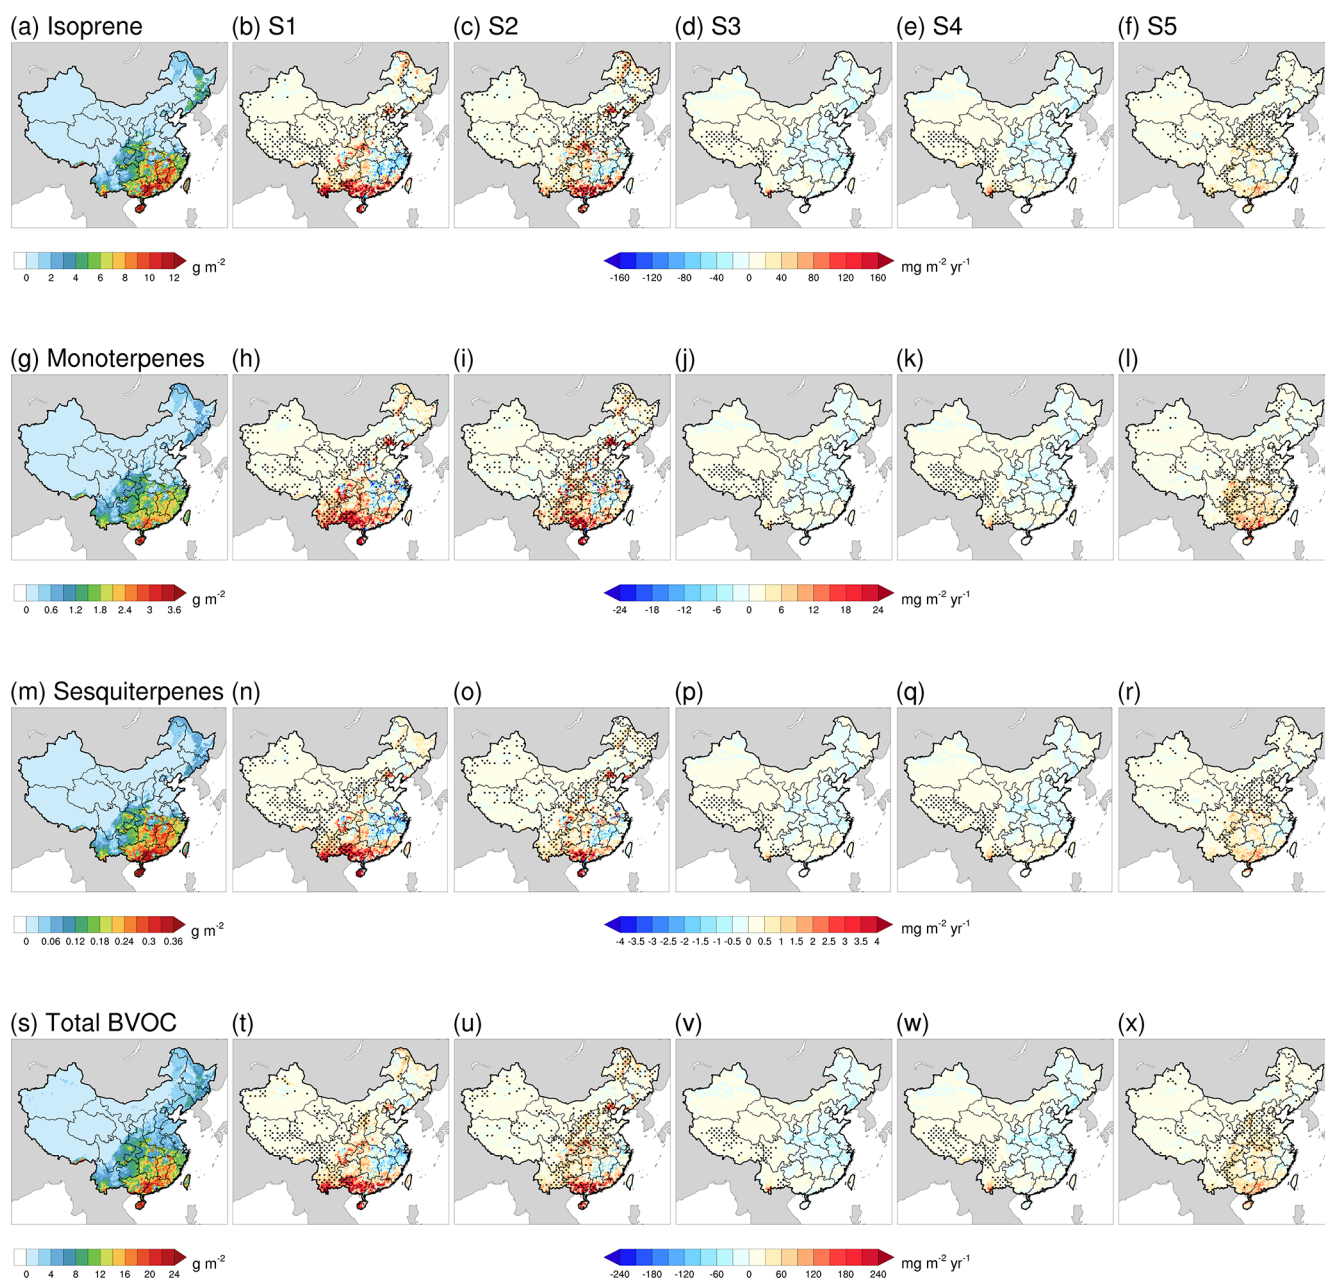 (a) Isoprene (b) S1 (c) S2 (d) S3 (e) S4 (f) S5
0 2 4 6 8 10 12 g m-2
-160 -120 -80 -40 0 40 80 120 160 mg m-2 yr-1
(g) Monoterpenes (h) (i) (j) (k) (l)
0 0.6 1.2 1.8 2.4 3 3.6 g m-2
-24 -18 -12 -6 0 6 12 18 24 mg m-2 yr-1
(m) Sesquiterpenes (n) (o) (p) (q) (r)
0 0.06 0.12 0.18 0.24 0.3 0.36 g m-2
-4 -3.5 -3 -2.5 -2 -1.5 -1 -0.5 0 0.5 1 1.5 2 2.5 3 3.5 4 mg m-2 yr-1
(s) Total BVOC (t) (u) (v) (w) (x)
0 4 8 12 16 20 24 g m-2
-240 -180 -120 -60 0 60 120 180 240 mg m-2 yr-1